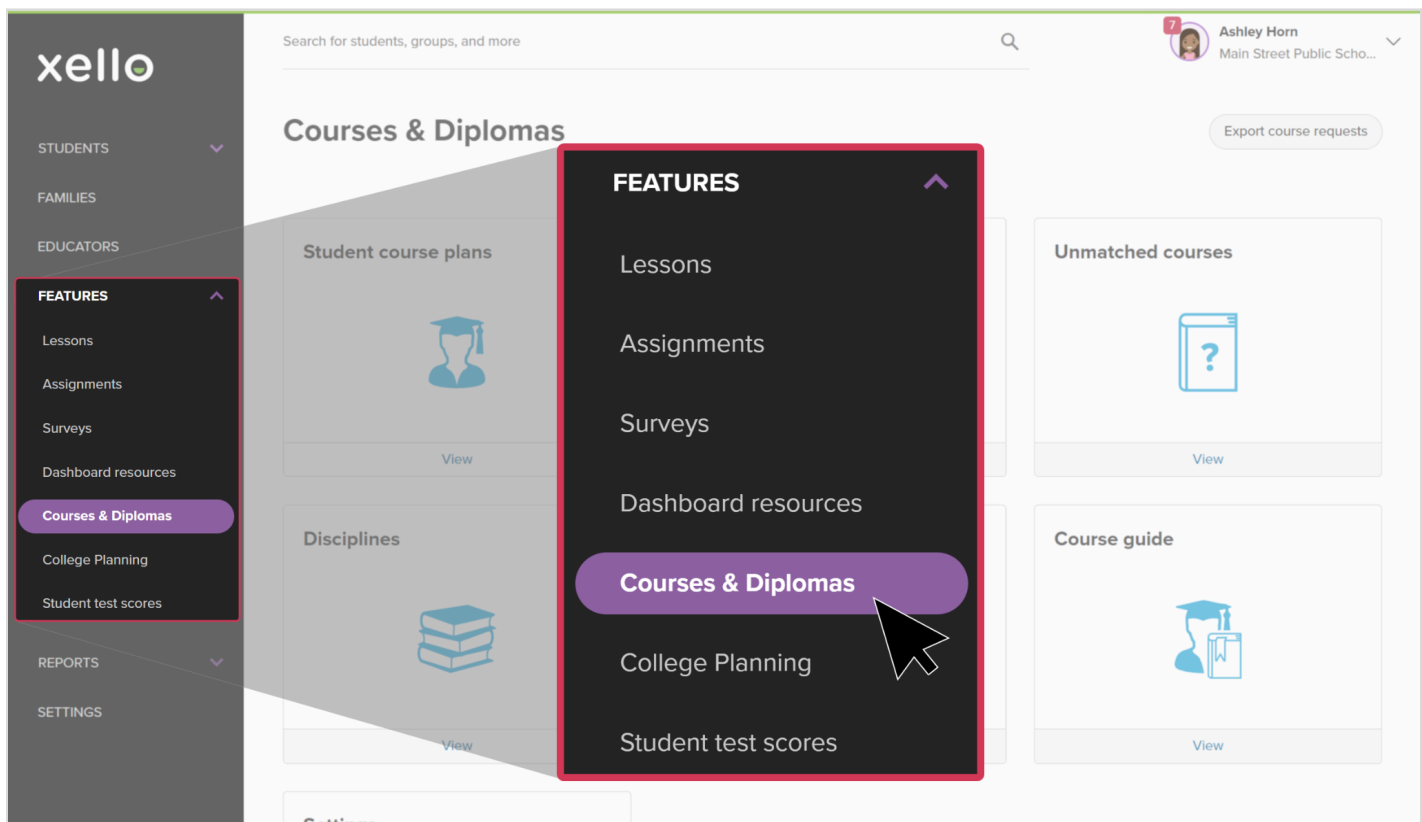 xello
Search for students, groups, and more
7
Ashley Horn
Main Street Public Scho...
STUDENTS
FAMILIES
EDUCATORS
FEATURES
Lessons
Assignments
Surveys
Dashboard resources
Courses & Diplomas
College Planning
Student test scores
REPORTS
SETTINGS
Courses & Diplomas
Export course requests
Student course plans
View
FEATURES
Lessons
Assignments
Surveys
Dashboard resources
Courses & Diplomas
College Planning
Student test scores
Unmatched courses
?
View
Disciplines
View
Course guide
View
Settings